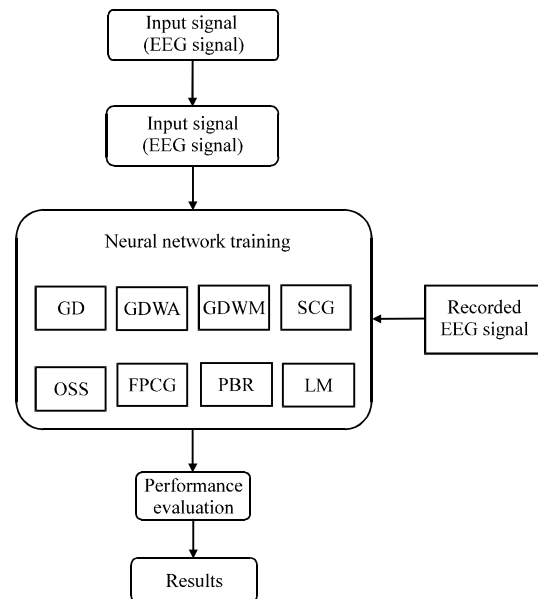 Input signal
(EEG signal)
Input signal
(EEG signal)
Neural network training
GD GDWA GDWM SCG
Recorded
EEG signal
OSS FPCG PBR LM
Performance
evaluation
Results